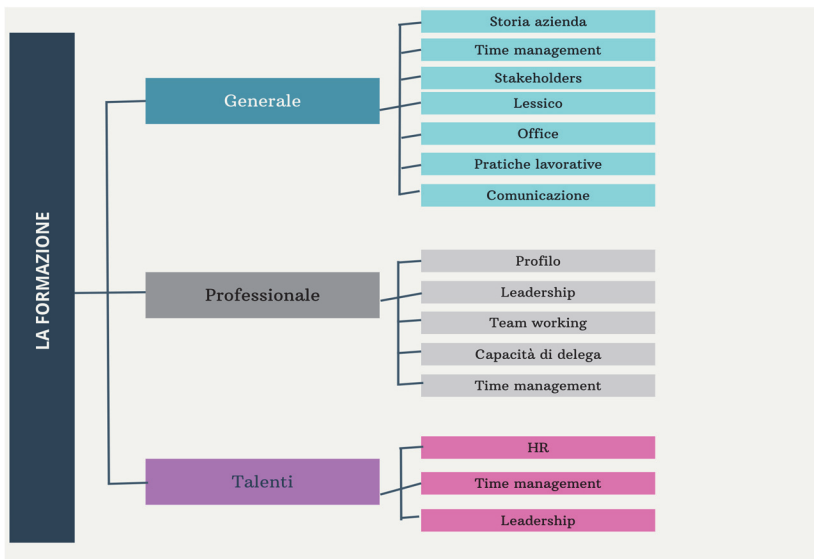 LA FORMAZIONE
Generale
Storia azienda
Time management
Stakeholders
Lessico
Office
Pratiche lavorative
Comunicazione
Professionale
Profilo
Leadership
Team working
Capacità di delega
Time management
Talenti
HR
Time management
Leadership